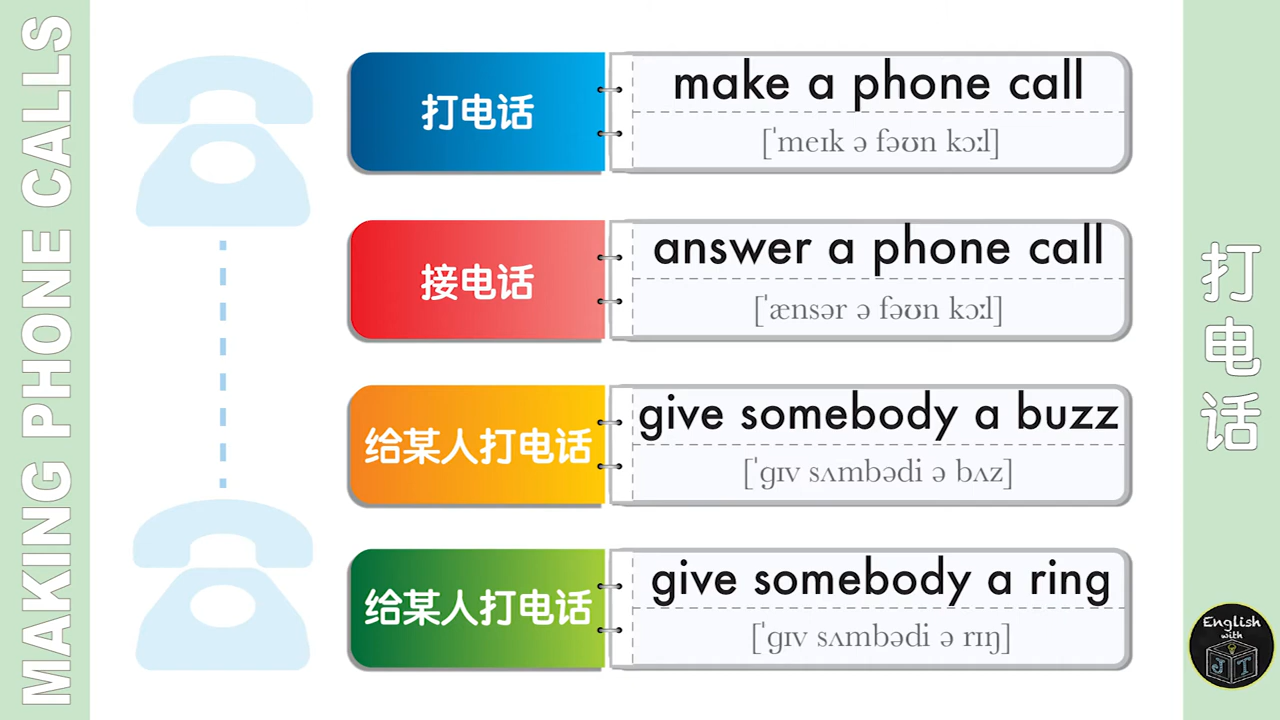 MAKING PHONE CALLS
打电话
make a phone call
[ˈmeɪk ə fəʊn kɔːl]
接电话
answer a phone call
[ˈænsər ə fəʊn kɔːl]
给某人打电话
give somebody a buzz
[ˈɡɪv sʌmbədi ə bʌz]
给某人打电话
give somebody a ring
[ˈɡɪv sʌmbədi ə rɪŋ]
打电话
English
with
J T